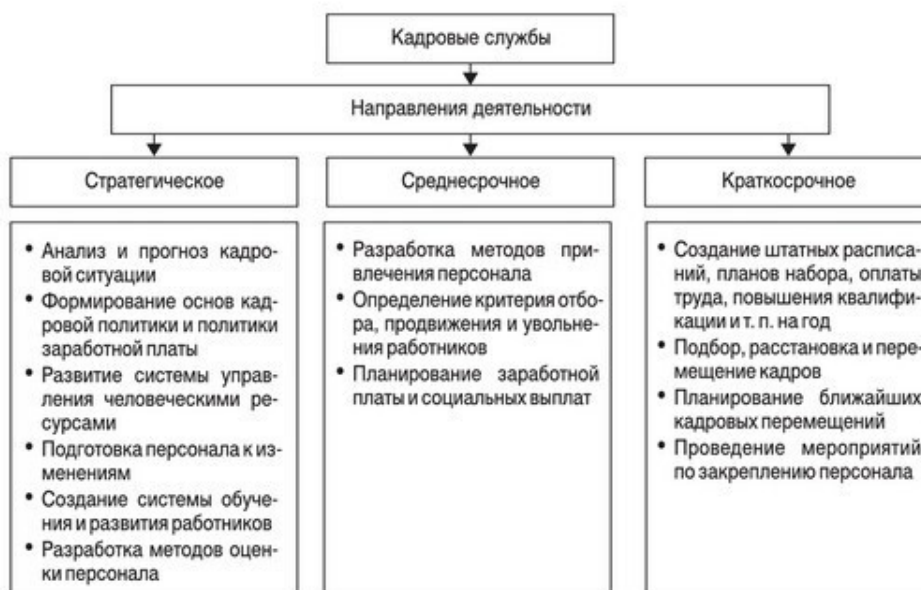 Кадровые службы
Направления деятельности
Стратегическое
• Анализ и прогноз кадро-
вой ситуации
• Формирование основ кад-
ровой политики и политики
заработной платы
• Развитие системы управ-
ления человеческими ре-
сурсами
• Подготовка персонала к из-
менениям
• Создание системы обуче-
ния и развития работников
• Разработка методов оцен-
ки персонала
Среднесрочное
• Разработка методов при-
влечения персонала
• Определение критерия отбо-
ра, продвижения и увольне-
ния работников
• Планирование заработной
платы и социальных выплат
Краткосрочное
• Создание штатных расписа-
ний, планов набора, оплаты
труда, повышения квалифи-
кации и т. п. на год
• Подбор, расстановка и пере-
мещение кадров
• Планирование ближайших
кадровых перемещений
• Проведение мероприятий
по закреплению персонала